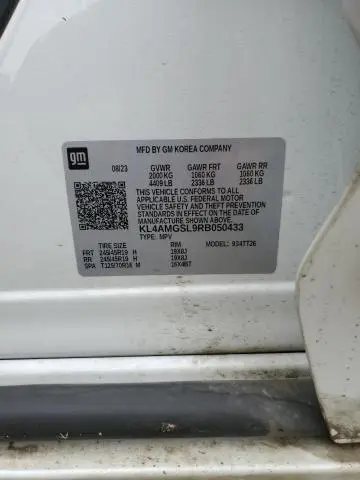 gm
MFD BY GM KOREA COMPANY
08/23 GVWR GAWR FRT GAWR RR
2000 KG 1060 KG 1060 KG
4409 LB 2336 LB 2336 LB
THIS VEHICLE CONFORMS TO ALL
APPLICABLE U.S. FEDERAL MOTOR
VEHICLE SAFETY, BUMPER, AND THEFT PREVENTION
STANDARDS IN EFFECT ON THE DATE OF
MANUFACTURE SHOWN ABOVE.
KL4AMGSL9RB050433
TYPE: MPV MODEL: 934TT26
TIRE SIZE RIM
FRT 245/45R19 H 19X8J
RR 245/45R19 H 19X8J
SPA T125/70R16 M 16X4BT